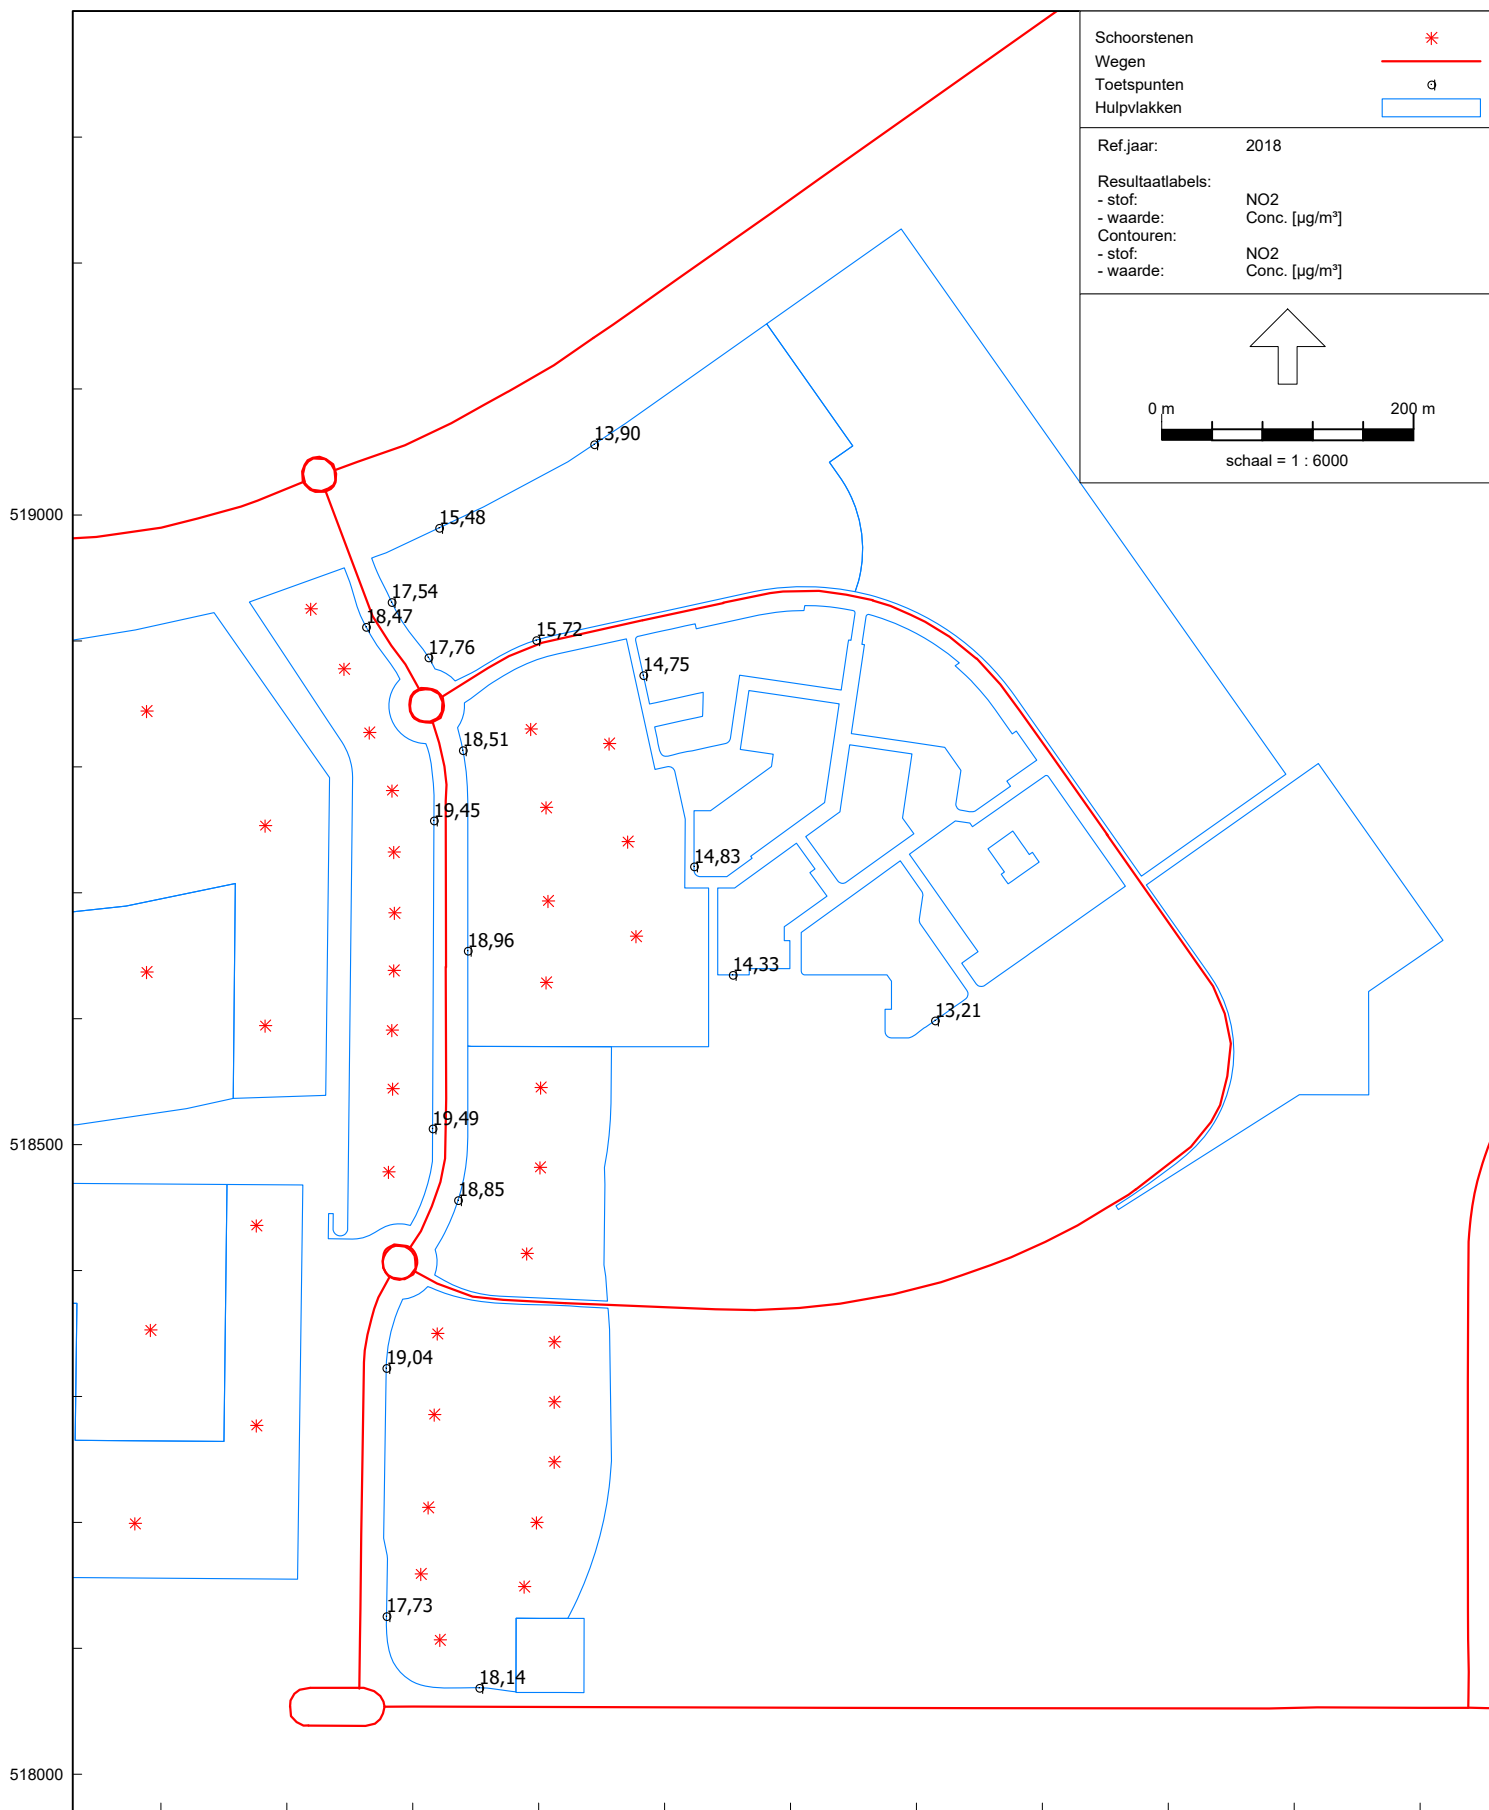 Schoorstenen
Wegen
Toetspunten
Hulpvlakken
Ref.jaar: 2018
Resultaatlabels:
- stof: NO2
- waarde: Conc. [µg/m³]
Contouren:
- stof: NO2
- waarde: Conc. [µg/m³]
0 m 200 m
schaal = 1 : 6000
13,90
519000
15,48
17,54
18,47
15,72
17,76
14,75
18,51
19,45
14,83
18,96
14,33
13,21
19,49
518500
18,85
19,04
17,73
18,14
518000